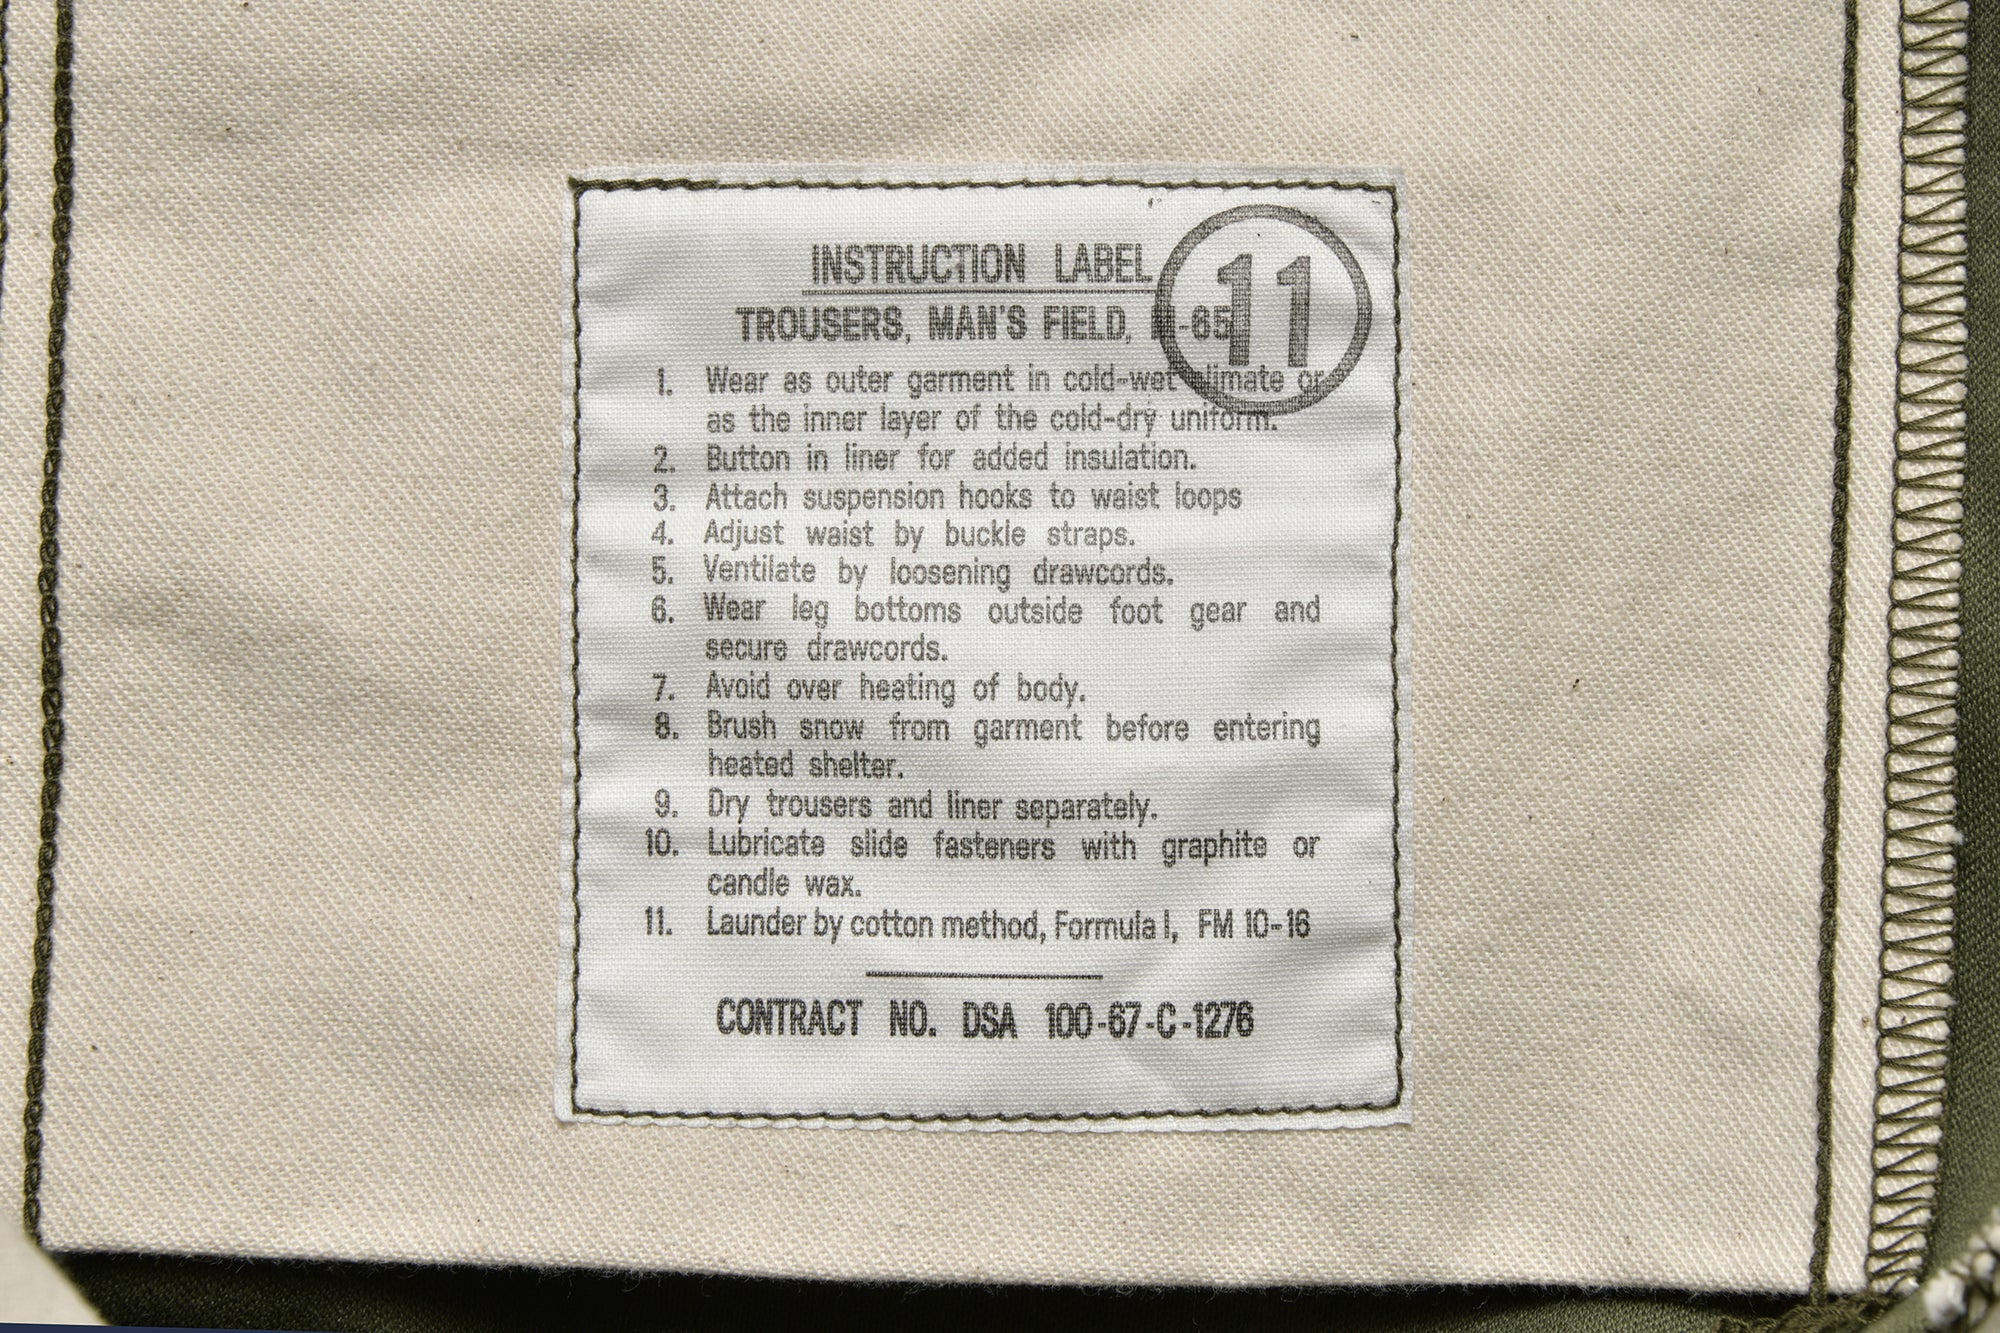 INSTRUCTION LABEL
11
TROUSERS, MAN'S FIELD, M-65
1. Wear as outer garment in cold-wet climate or
as the inner layer of the cold-dry uniform.
2. Button in liner for added insulation.
3. Attach suspension hooks to waist loops
4. Adjust waist by buckle straps.
5. Ventilate by loosening drawcords.
6. Wear leg bottoms outside foot gear and
secure drawcords.
7. Avoid over heating of body.
8. Brush snow from garment before entering
heated shelter.
9. Dry trousers and liner separately.
10. Lubricate slide fasteners with graphite or
candle wax.
11. Launder by cotton method, Formula I, FM 10-16
CONTRACT NO. DSA 100-67-C-1276